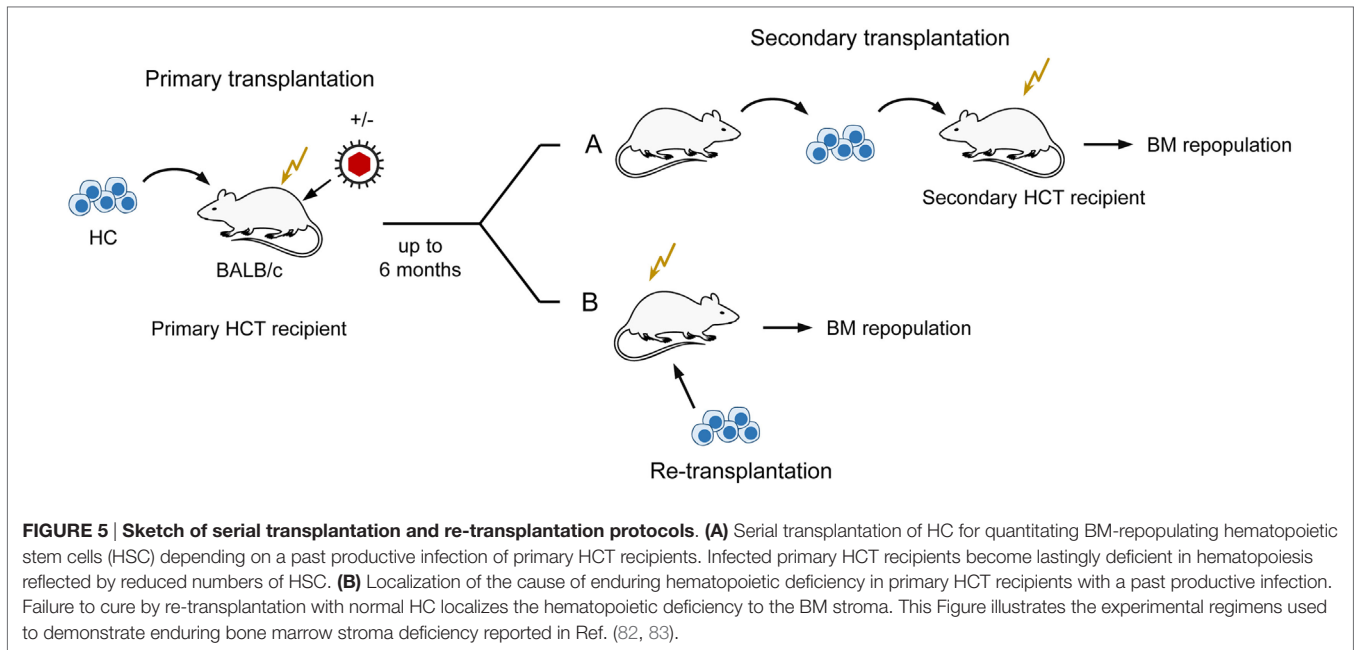 Secondary transplantation
Primary transplantation
+/-
A
BM repopulation
HC
BALB/c
Primary HCT recipient
up to
6 months
Secondary HCT recipient
B
BM repopulation
Re-transplantation
FIGURE 5 | Sketch of serial transplantation and re-transplantation protocols. (A) Serial transplantation of HC for quantitating BM-repopulating hematopoietic
stem cells (HSC) depending on a past productive infection of primary HCT recipients. Infected primary HCT recipients become lastingly deficient in hematopoiesis
reflected by reduced numbers of HSC. (B) Localization of the cause of enduring hematopoietic deficiency in primary HCT recipients with a past productive infection.
Failure to cure by re-transplantation with normal HC localizes the hematopoietic deficiency to the BM stroma. This Figure illustrates the experimental regimens used
to demonstrate enduring bone marrow stroma deficiency reported in Ref. (82, 83).